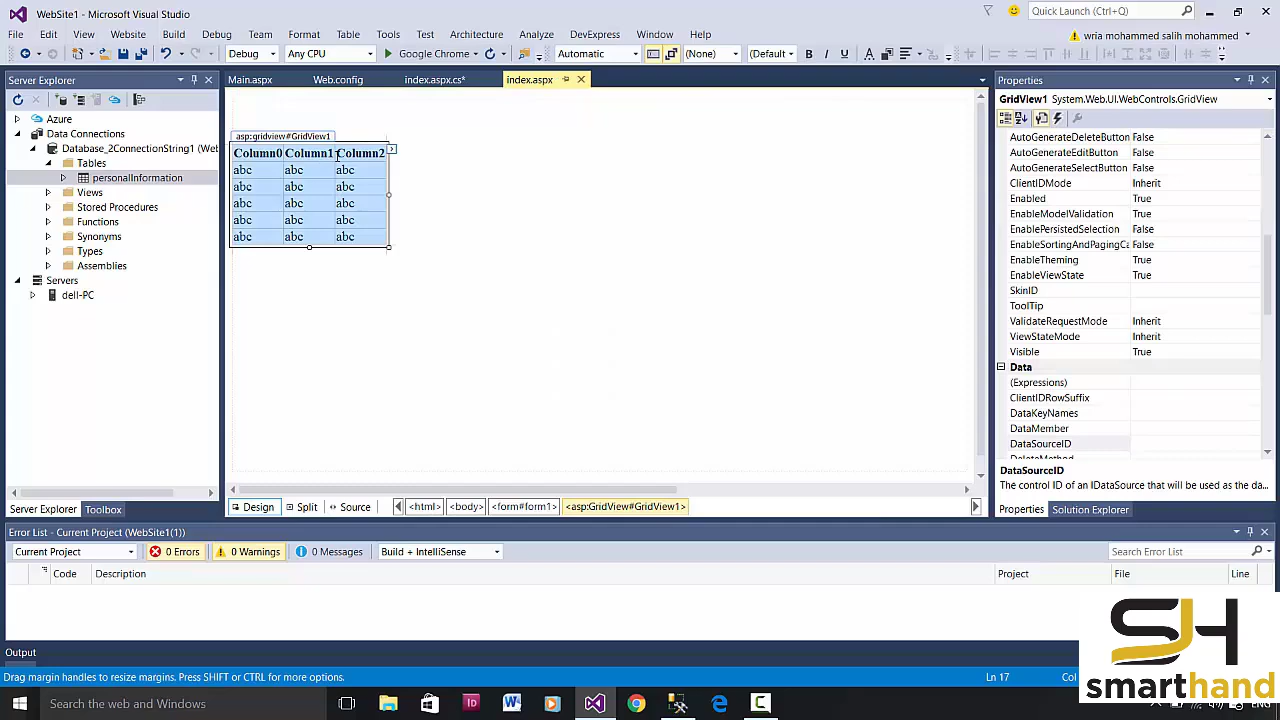 WebSite1 - Microsoft Visual Studio
Quick Launch (Ctrl+Q)
File Edit View Website Build Debug Team Format Table Tools Test Architecture Analyze DevExpress Window Help
wria mohammed salih mohammed
Debug Any CPU Google Chrome Automatic (None) (Default B I U A
Server Explorer
Main.aspx Web.config index.aspx.cs* index.aspx
Properties
GridView1 System.Web.UI.WebControls.GridView
Azure
Data Connections
Database_2ConnectionString1 (Web
Tables
personalInformation
Views
Stored Procedures
Functions
Synonyms
Types
Assemblies
Servers
dell-PC
asp:gridview#GridView1
Column0 Column1 Column2
abc abc abc
abc abc abc
abc abc abc
abc abc abc
abc abc abc
AutoGenerateDeleteButton False
AutoGenerateEditButton False
AutoGenerateSelectButton False
ClientIDMode Inherit
Enabled True
EnableModelValidation True
EnablePersistedSelection False
EnableSortingAndPagingCa False
EnableTheming True
EnableViewState True
SkinID
ToolTip
ValidateRequestMode Inherit
ViewStateMode Inherit
Visible True
Data
(Expressions)
ClientIDRowSuffix
DataKeyNames
DataMember
DataSourceID
DataSourceID
The control ID of an IDataSource that will be used as the da...
Server Explorer Toolbox
Design Split Source <html> <body> <form#form1> <asp:GridView#GridView1>
Properties Solution Explorer
Error List - Current Project (WebSite1(1))
Current Project 0 Errors 0 Warnings 0 Messages Build + IntelliSense
Search Error List
Code Description Project File Line
Output
Drag margin handles to resize margins. Press SHIFT or CTRL for more options.
Ln 17
SH
smarthand
Search the web and Windows